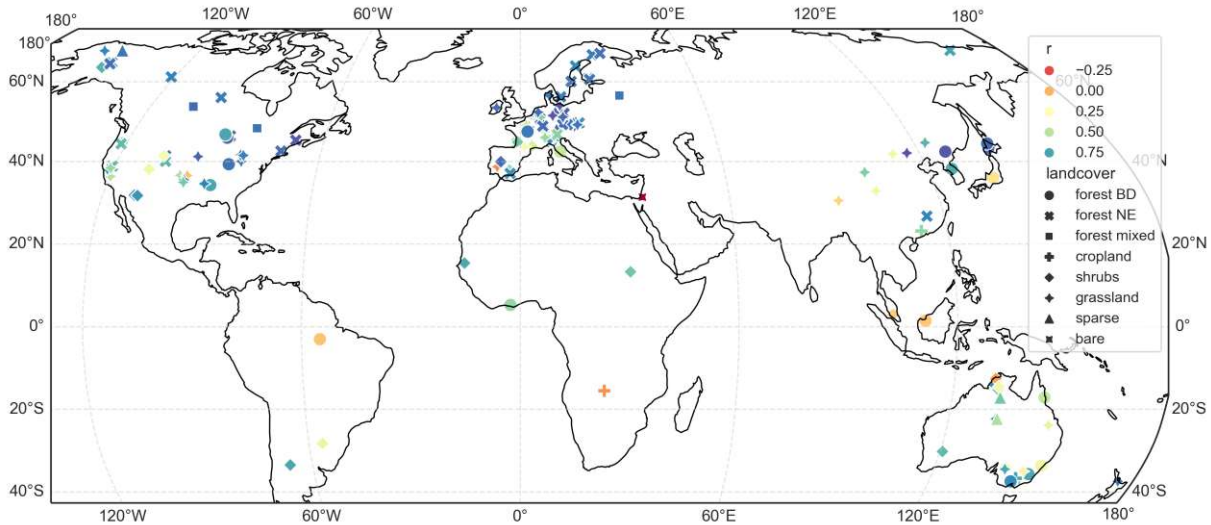 180° 120°W 60°W 0° 60°E 120°E 180°
180°
60°N 60°N
40°N 40°N
20°N 20°N
0° 0°
20°S 20°S
40°S 40°S
120°W 60°W 0° 60°E 120°E 180°
r
−0.25
0.00
0.25
0.50
0.75
landcover
forest BD
forest NE
forest mixed
cropland
shrubs
grassland
sparse
bare